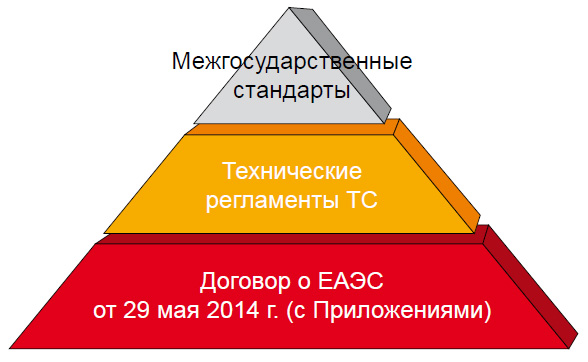 Межгосударственные
стандарты
Технические
регламенты ТС
Договор о ЕАЭС
от 29 мая 2014 г. (с Приложениями)